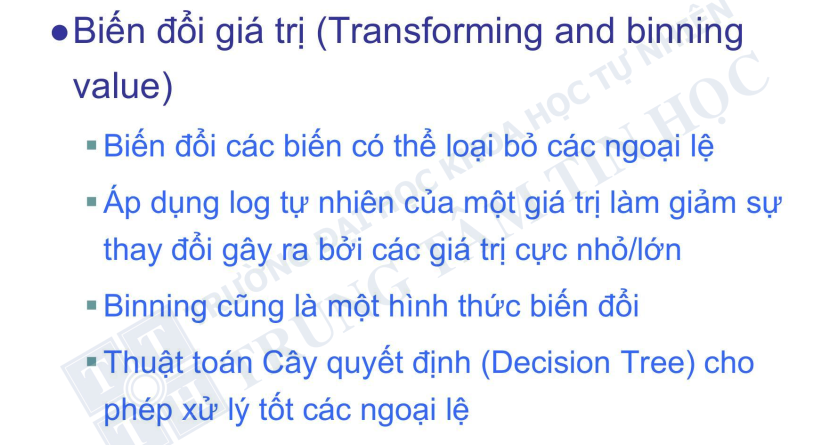 ●Biến đổi giá trị (Transforming and binning
value)
▪Biến đổi các biến có thể loại bỏ các ngoại lệ
▪Áp dụng log tự nhiên của một giá trị làm giảm sự
thay đổi gây ra bởi các giá trị cực nhỏ/lớn
▪Binning cũng là một hình thức biến đổi
▪Thuật toán Cây quyết định (Decision Tree) cho
phép xử lý tốt các ngoại lệ
TRƯỜNG ĐẠI HỌC KHOA HỌC TỰ NHIÊN
TRUNG TÂM TIN HỌC